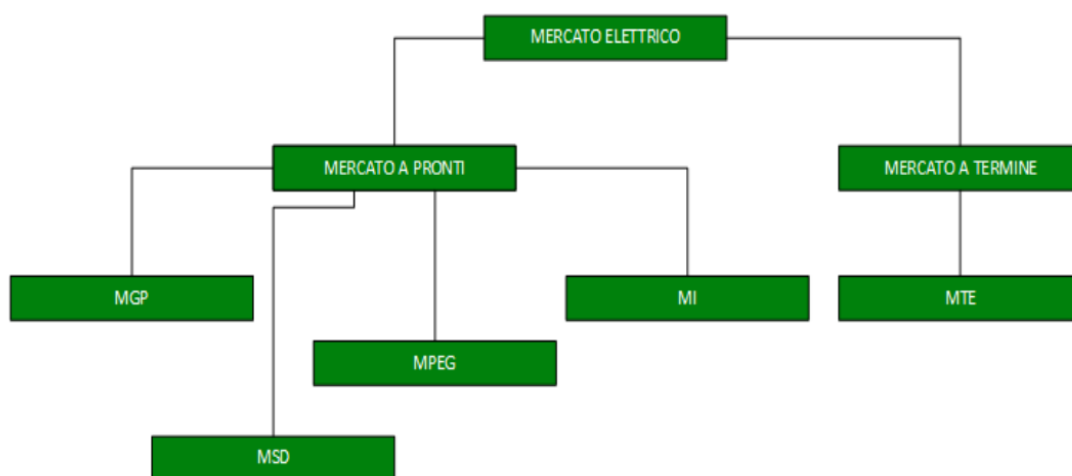 MERCATO ELETTRICO
MERCATO A PRONTI
MERCATO A TERMINE
MGP
MI
MTE
MPEG
MSD